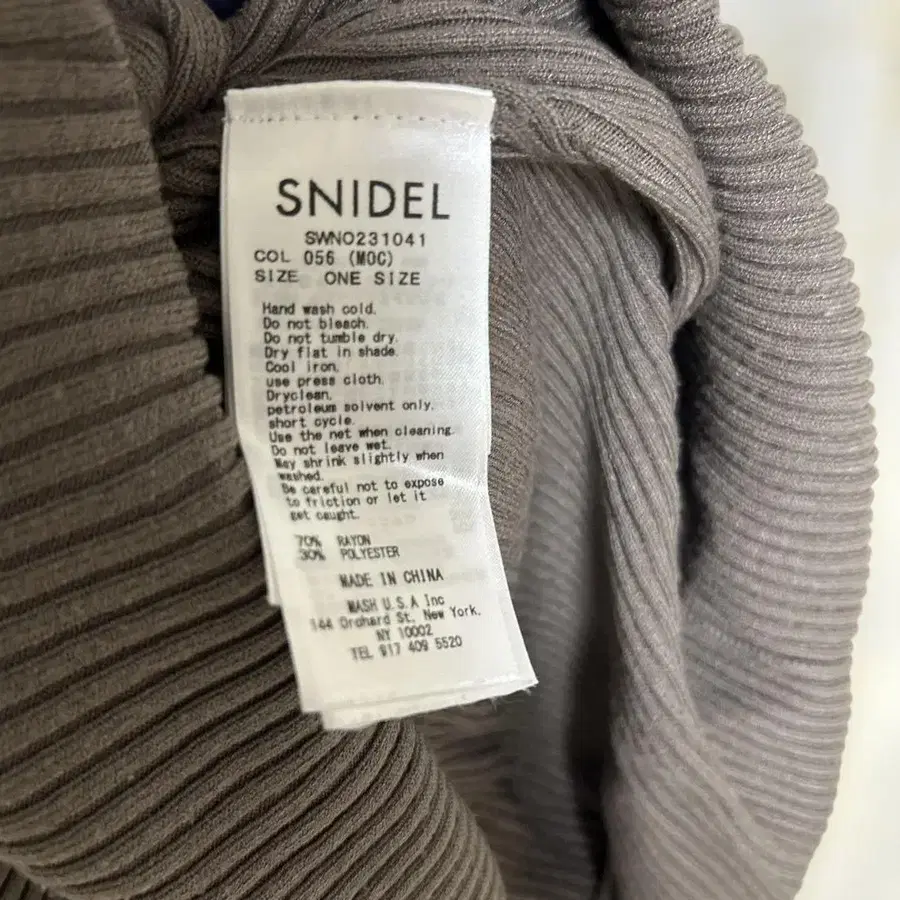 SNIDEL
SWNO231041
COL 056 (MOC)
SIZE ONE SIZE
Hand wash cold.
Do not bleach.
Do not tumble dry.
Dry flat in shade.
Cool iron.
use press cloth.
Dryclean.
petroleum solvent only.
short cycle.
Use the net when cleaning.
Do not leave wet.
May shrink slightly when
washed.
Be careful not to expose
to friction or let it
get caught.
70% RAYON
30% POLYESTER
MADE IN CHINA
MASH U.S.A Inc
144 Orchard St. New York.
NY 10002
TEL 917 409 5520